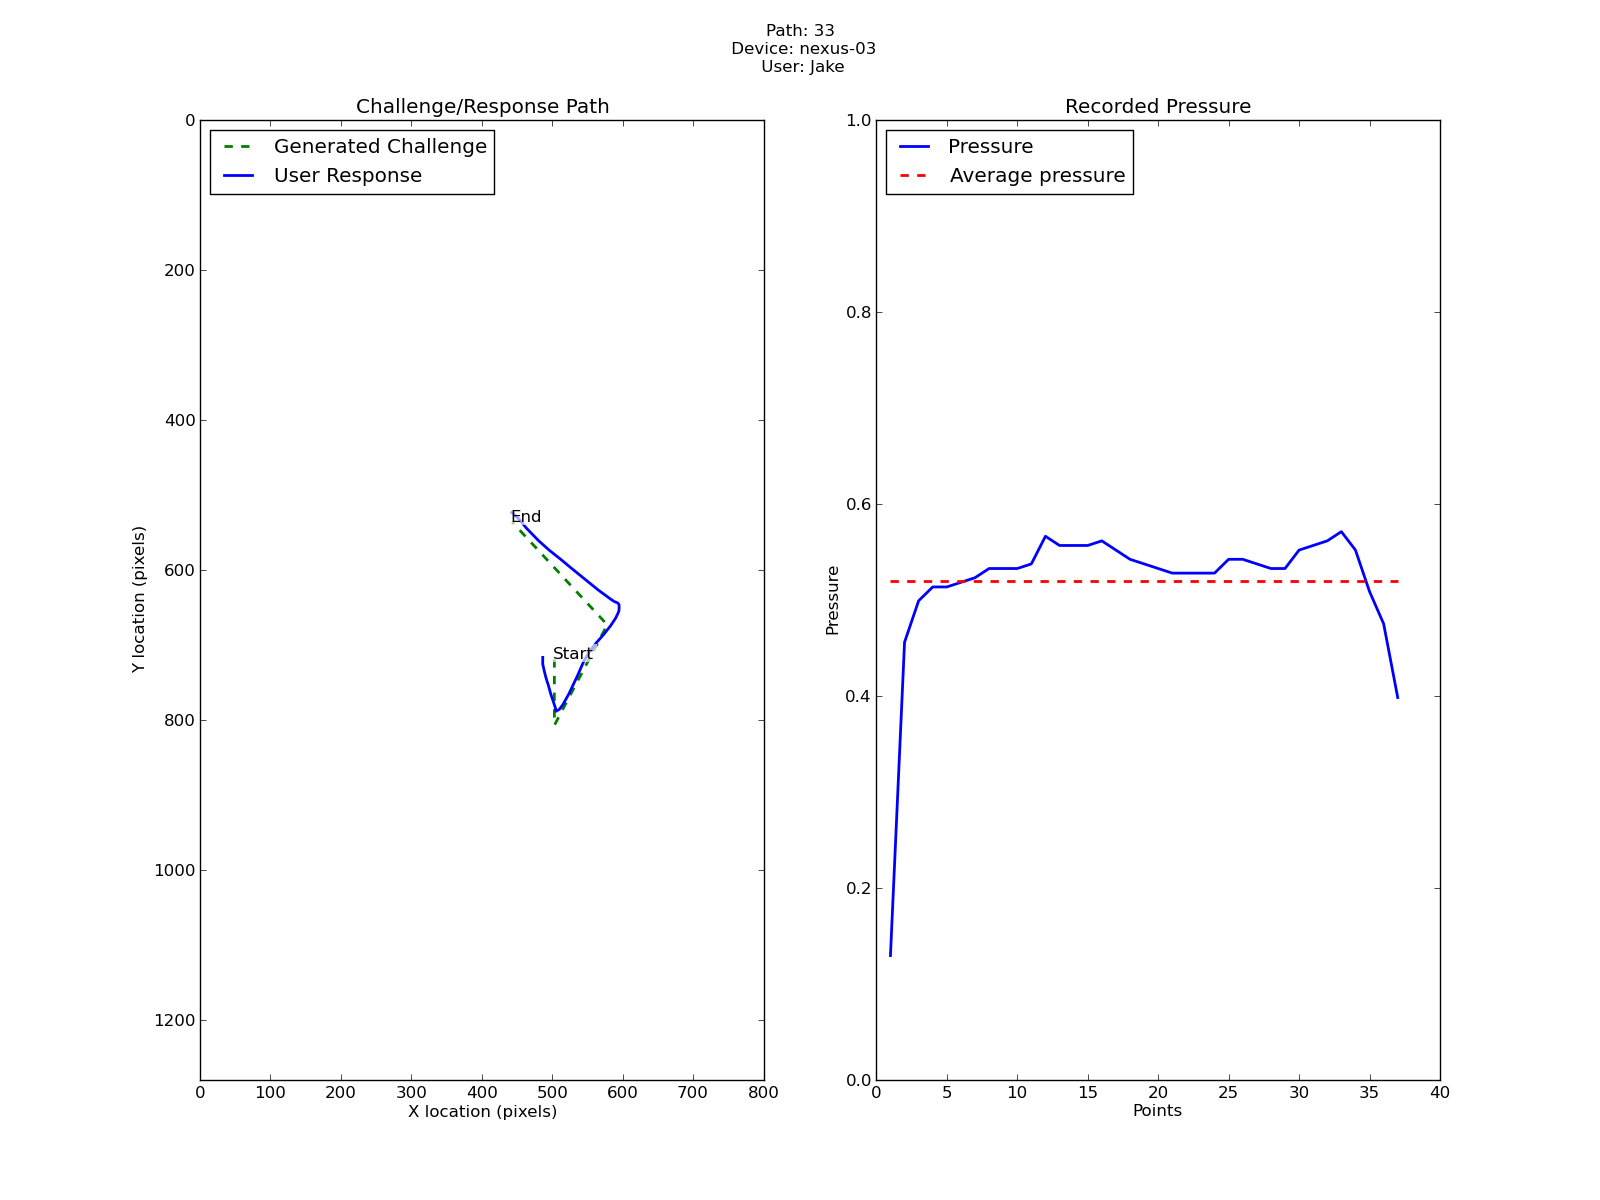 Path: 33
Device: nexus-03
User: Jake
Challenge/Response Path
Generated Challenge
User Response
0
200
400
600
800
1000
1200
Y location (pixels)
End
Start
0 100 200 300 400 500 600 700 800
X location (pixels)
Recorded Pressure
Pressure
Average pressure
1.0
0.8
0.6
0.4
0.2
0.0
Pressure
0 5 10 15 20 25 30 35 40
Points